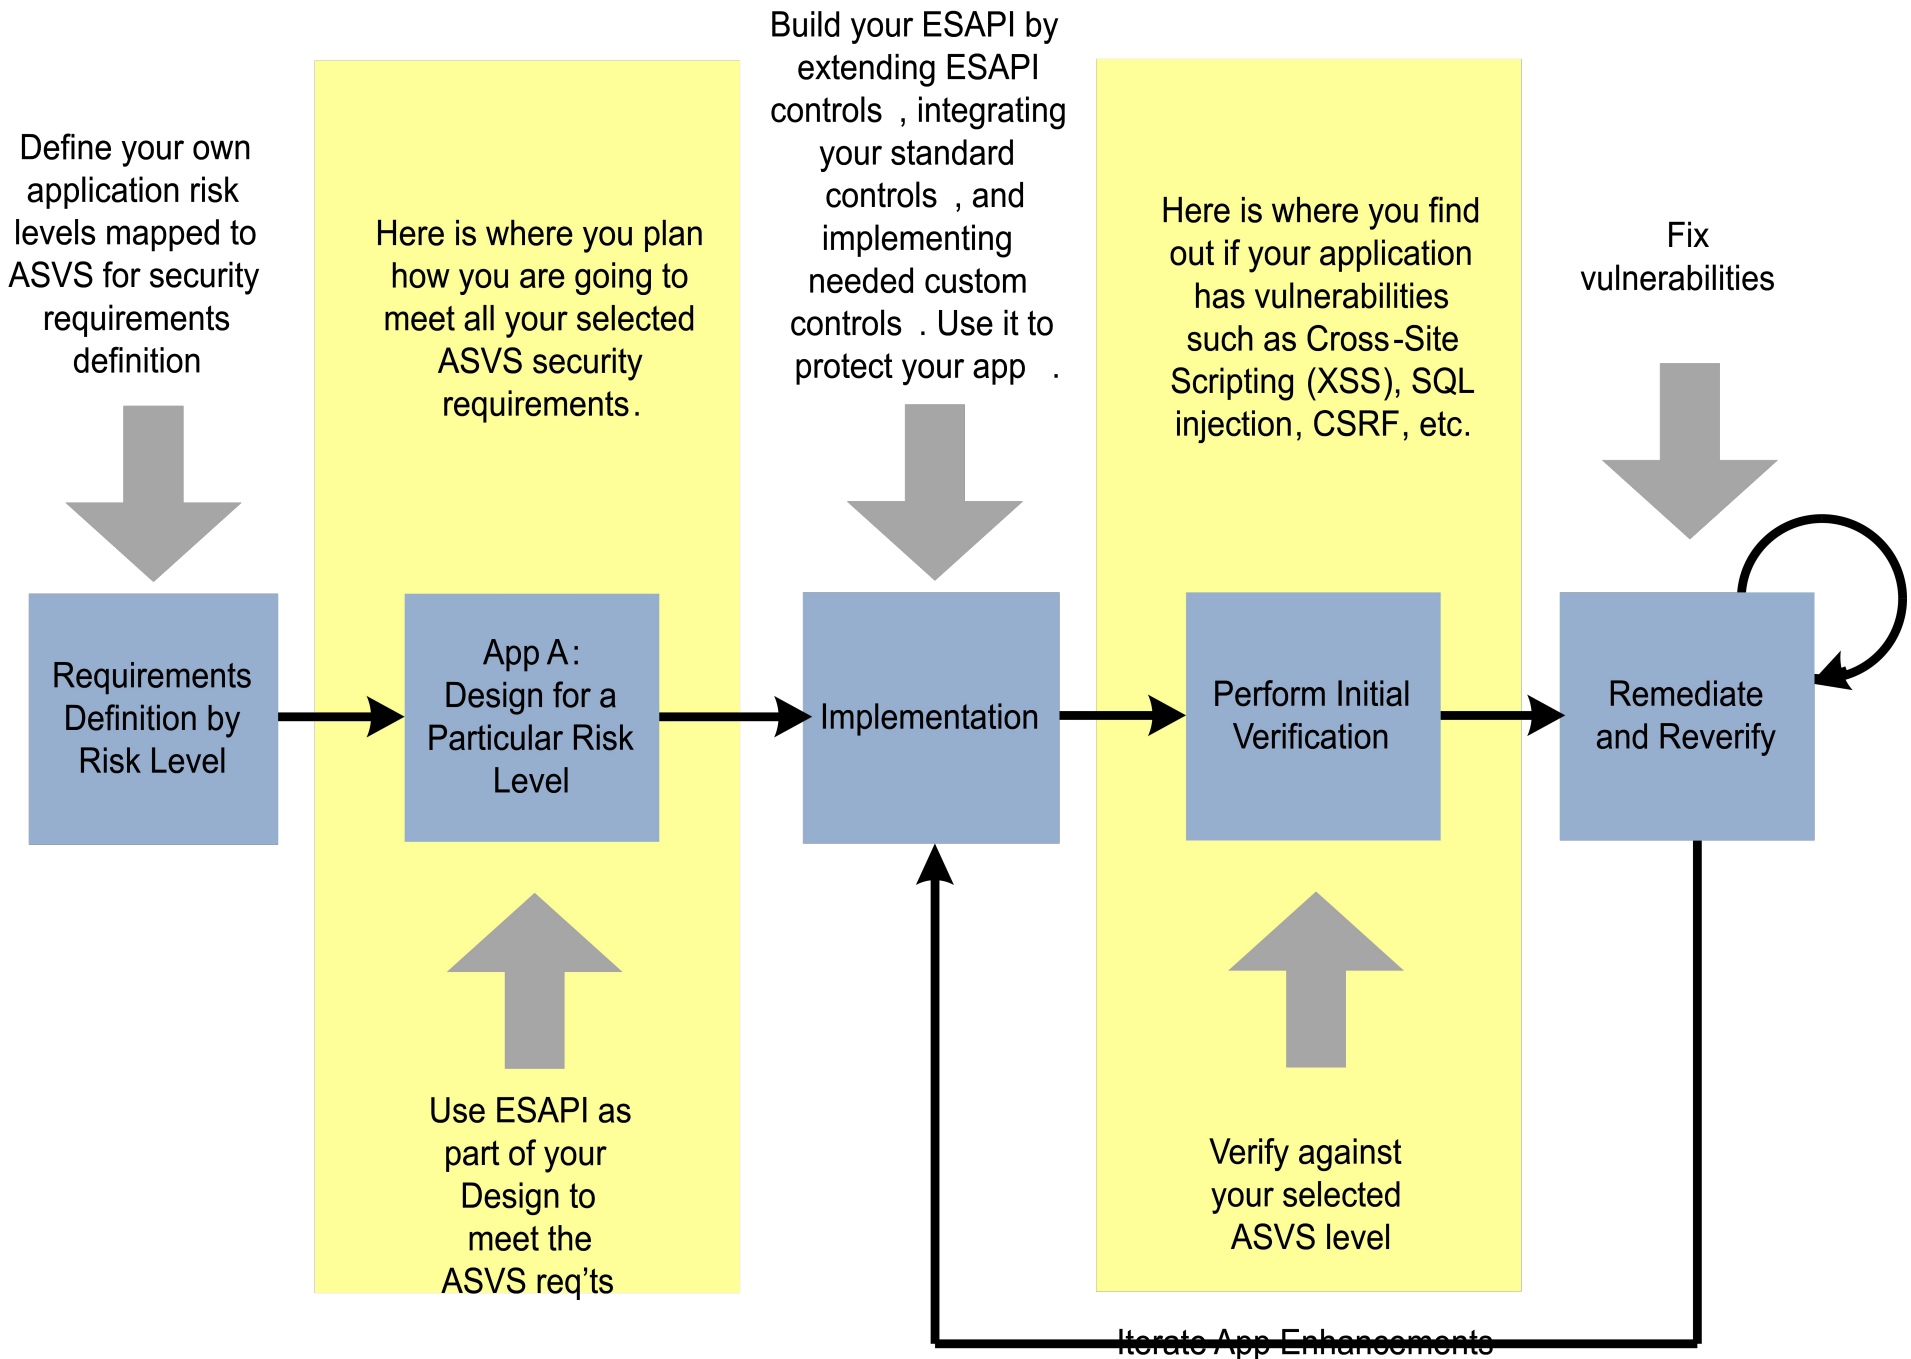 Define your own
application risk
levels mapped to
ASVS for security
requirements
definition
Here is where you plan
how you are going to
meet all your selected
ASVS security
requirements.
Build your ESAPI by
extending ESAPI
controls , integrating
your standard
controls , and
implementing
needed custom
controls . Use it to
protect your app .
Here is where you find
out if your application
has vulnerabilities
such as Cross-Site
Scripting (XSS), SQL
injection, CSRF, etc.
Fix
vulnerabilities
Requirements
Definition by
Risk Level
App A:
Design for a
Particular Risk
Level
Implementation
Perform Initial
Verification
Remediate
and Reverify
Use ESAPI as
part of your
Design to
meet the
ASVS req’ts
Verify against
your selected
ASVS level
Iterate App Enhancements